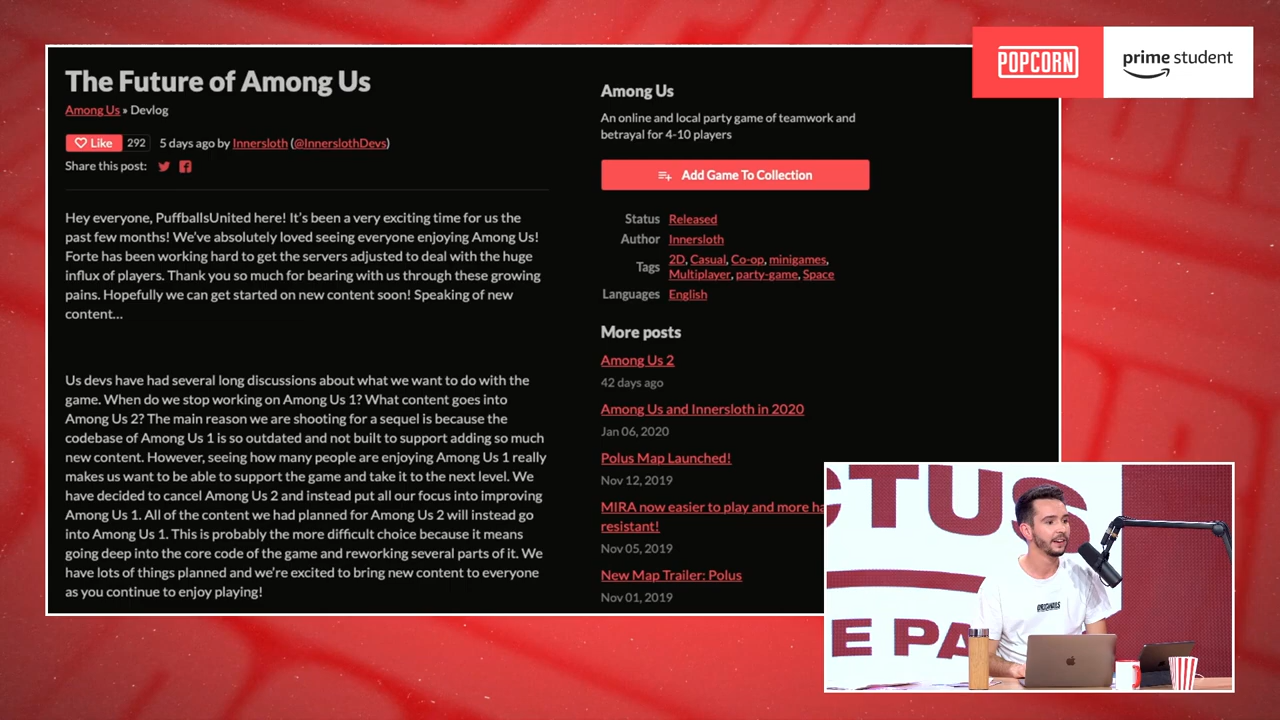 POPCORN
prime student
The Future of Among Us
Among Us » Devlog
Like 292 5 days ago by Innersloth (@InnerslothDevs)
Share this post:
Hey everyone, PuffballsUnited here! It's been a very exciting time for us the
past few months! We've absolutely loved seeing everyone enjoying Among Us!
Forte has been working hard to get the servers adjusted to deal with the huge
influx of players. Thank you so much for bearing with us through these growing
pains. Hopefully we can get started on new content soon! Speaking of new
content...
Us devs have had several long discussions about what we want to do with the
game. When do we stop working on Among Us 1? What content goes into
Among Us 2? The main reason we are shooting for a sequel is because the
codebase of Among Us 1 is so outdated and not built to support adding so much
new content. However, seeing how many people are enjoying Among Us 1 really
makes us want to be able to support the game and take it to the next level. We
have decided to cancel Among Us 2 and instead put all our focus into improving
Among Us 1. All of the content we had planned for Among Us 2 will instead go
into Among Us 1. This is probably the more difficult choice because it means
going deep into the core code of the game and reworking several parts of it. We
have lots of things planned and we're excited to bring new content to everyone
as you continue to enjoy playing!
Among Us
An online and local party game of teamwork and
betrayal for 4-10 players
Add Game To Collection
Status Released
Author Innersloth
Tags 2D, Casual, Co-op, minigames,
Multiplayer, party-game, Space
Languages English
More posts
Among Us 2
42 days ago
Among Us and Innersloth in 2020
Jan 06, 2020
Polus Map Launched!
Nov 12, 2019
MIRA now easier to play and more ha
resistant!
Nov 05, 2019
New Map Trailer: Polus
Nov 01, 2019
CTUS
E PA
ORIGINALS